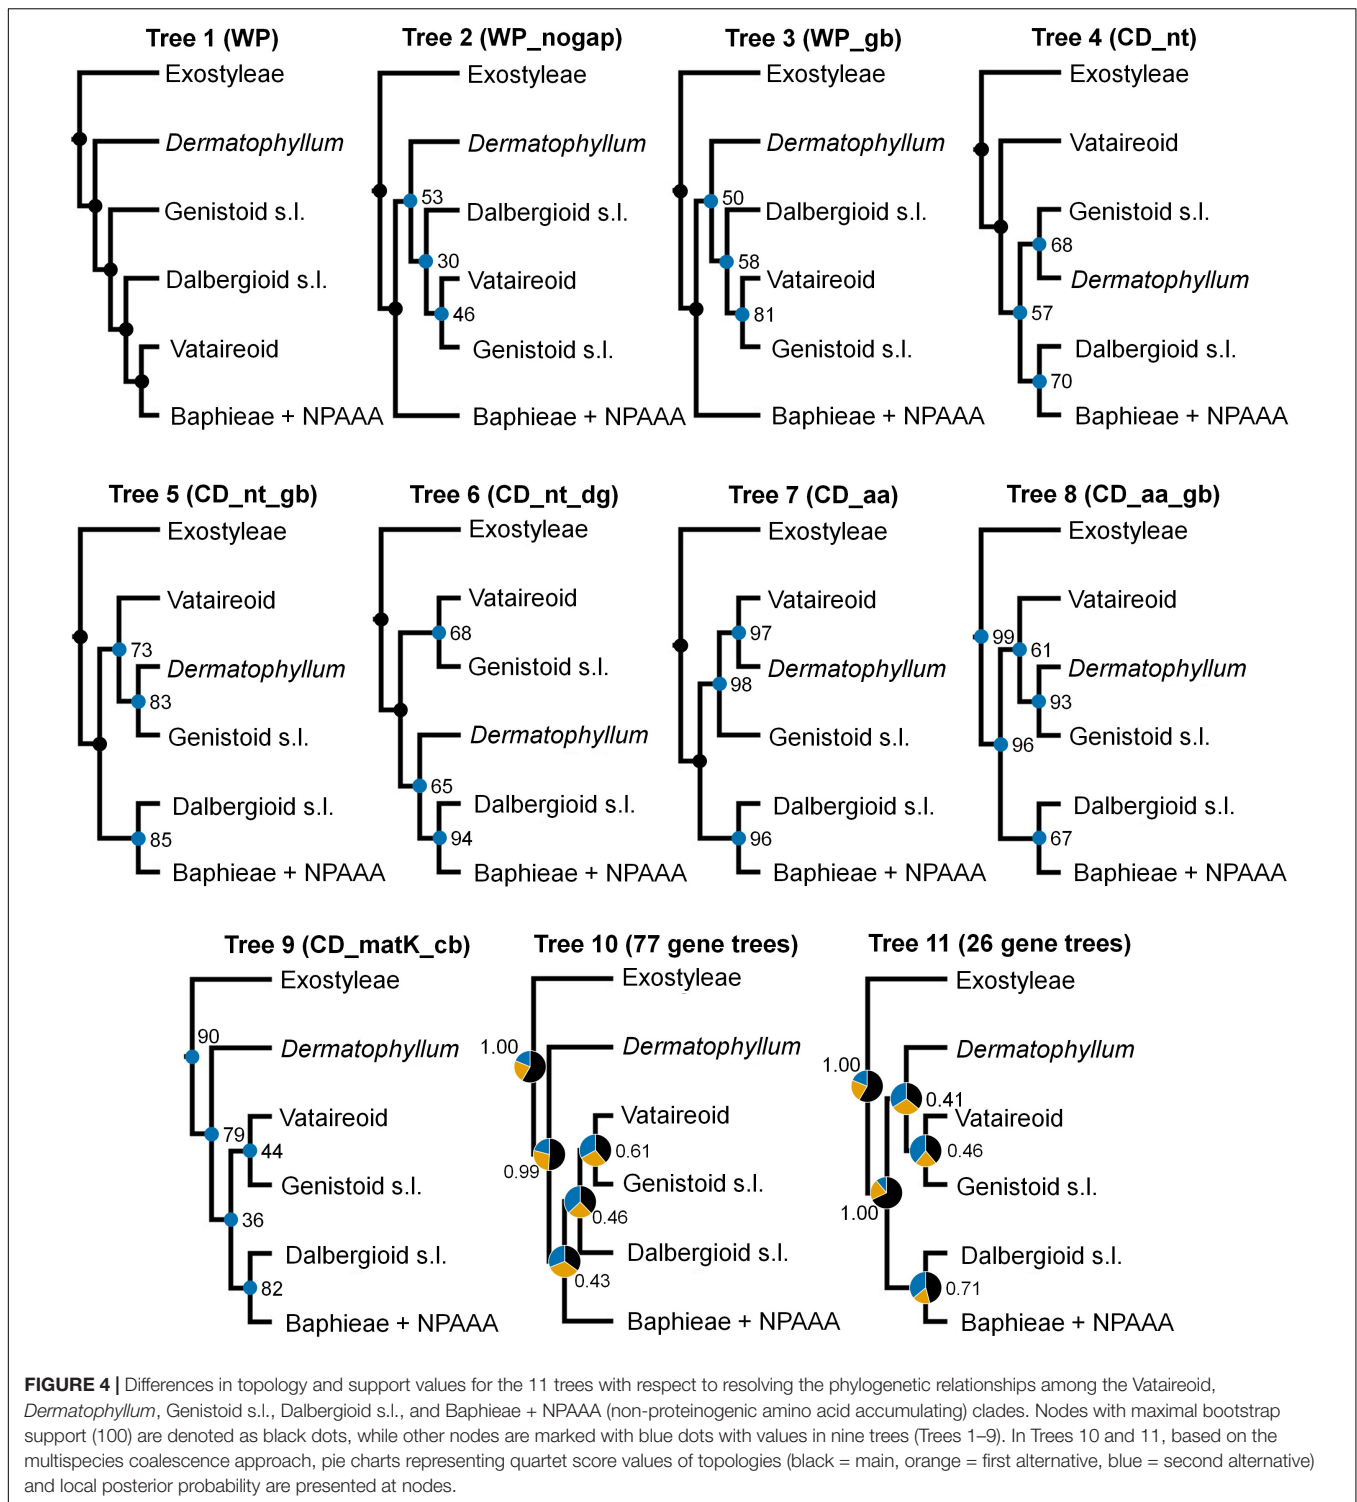 Tree 1 (WP)
Exostyleae
Dermatophyllum
Genistoid s.l.
Dalbergioid s.l.
Vataireoid
Baphieae + NPAAA
Tree 2 (WP_nogap)
Exostyleae
Dermatophyllum
53
Dalbergioid s.l.
30
Vataireoid
46
Genistoid s.l.
Baphieae + NPAAA
Tree 3 (WP_gb)
Exostyleae
Dermatophyllum
50
Dalbergioid s.l.
58
Vataireoid
81
Genistoid s.l.
Baphieae + NPAAA
Tree 4 (CD_nt)
Exostyleae
Vataireoid
Genistoid s.l.
68
Dermatophyllum
57
Dalbergioid s.l.
70
Baphieae + NPAAA
Tree 5 (CD_nt_gb)
Exostyleae
Vataireoid
73
Dermatophyllum
83
Genistoid s.l.
Dalbergioid s.l.
85
Baphieae + NPAAA
Tree 6 (CD_nt_dg)
Exostyleae
Vataireoid
68
Genistoid s.l.
Dermatophyllum
65
Dalbergioid s.l.
94
Baphieae + NPAAA
Tree 7 (CD_aa)
Exostyleae
Vataireoid
97
Dermatophyllum
98
Genistoid s.l.
Dalbergioid s.l.
96
Baphieae + NPAAA
Tree 8 (CD_aa_gb)
Exostyleae
Vataireoid
99
61
Dermatophyllum
93
Genistoid s.l.
96
Dalbergioid s.l.
67
Baphieae + NPAAA
Tree 9 (CD_matK_cb)
Exostyleae
90
Dermatophyllum
Vataireoid
79
44
Genistoid s.l.
36
Dalbergioid s.l.
82
Baphieae + NPAAA
Tree 10 (77 gene trees)
Exostyleae
1.00
Dermatophyllum
Vataireoid
0.61
0.99
Genistoid s.l.
0.46
Dalbergioid s.l.
0.43
Baphieae + NPAAA
Tree 11 (26 gene trees)
Exostyleae
Dermatophyllum
1.00
0.41
Vataireoid
0.46
Genistoid s.l.
1.00
Dalbergioid s.l.
0.71
Baphieae + NPAAA
FIGURE 4 | Differences in topology and support values for the 11 trees with respect to resolving the phylogenetic relationships among the Vataireoid,
Dermatophyllum, Genistoid s.l., Dalbergioid s.l., and Baphieae + NPAAA (non-proteinogenic amino acid accumulating) clades. Nodes with maximal bootstrap
support (100) are denoted as black dots, while other nodes are marked with blue dots with values in nine trees (Trees 1–9). In Trees 10 and 11, based on the
multispecies coalescence approach, pie charts representing quartet score values of topologies (black = main, orange = first alternative, blue = second alternative)
and local posterior probability are presented at nodes.